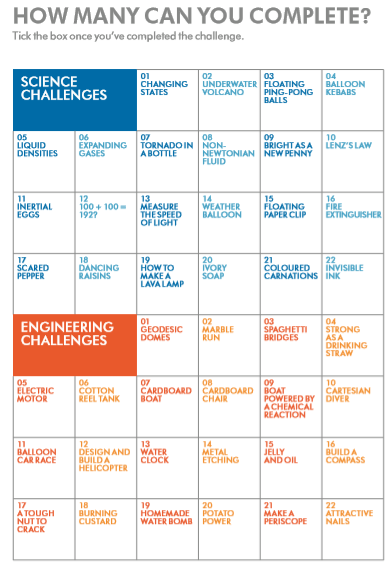 HOW MANY CAN YOU COMPLETE?
Tick the box once you've completed the challenge.
SCIENCE
CHALLENGES
01
CHANGING
STATES
02
UNDERWATER
VOLCANO
03
FLOATING
PING-PONG
BALLS
04
BALLOON
KEBABS
05
LIQUID
DENSITIES
06
EXPANDING
GASES
07
TORNADO IN
A BOTTLE
08
NON-
NEWTONIAN
FLUID
09
BRIGHT AS A
NEW PENNY
10
LENZ'S LAW
11
INERTIAL
EGGS
12
100 + 100 =
192?
13
MEASURE
THE SPEED
OF LIGHT
14
WEATHER
BALLOON
15
FLOATING
PAPER CLIP
16
FIRE
EXTINGUISHER
17
SCARED
PEPPER
18
DANCING
RAISINS
19
HOW TO
MAKE A
LAVA LAMP
20
IVORY
SOAP
21
COLOURED
CARNATIONS
22
INVISIBLE
INK
ENGINEERING
CHALLENGES
01
GEODESIC
DOMES
02
MARBLE
RUN
03
SPAGHETTI
BRIDGES
04
STRONG
AS A
DRINKING
STRAW
05
ELECTRIC
MOTOR
06
COTTON
REEL TANK
07
CARDBOARD
BOAT
08
CARDBOARD
CHAIR
09
BOAT
POWERED BY
A CHEMICAL
REACTION
10
CARTESIAN
DIVER
11
BALLOON
CAR RACE
12
DESIGN AND
BUILD A
HELICOPTER
13
WATER
CLOCK
14
METAL
ETCHING
15
JELLY
AND OIL
16
BUILD A
COMPASS
17
A TOUGH
NUT TO
CRACK
18
BURNING
CUSTARD
19
HOMEMADE
WATER BOMB
20
POTATO
POWER
21
MAKE A
PERISCOPE
22
ATTRACTIVE
NAILS